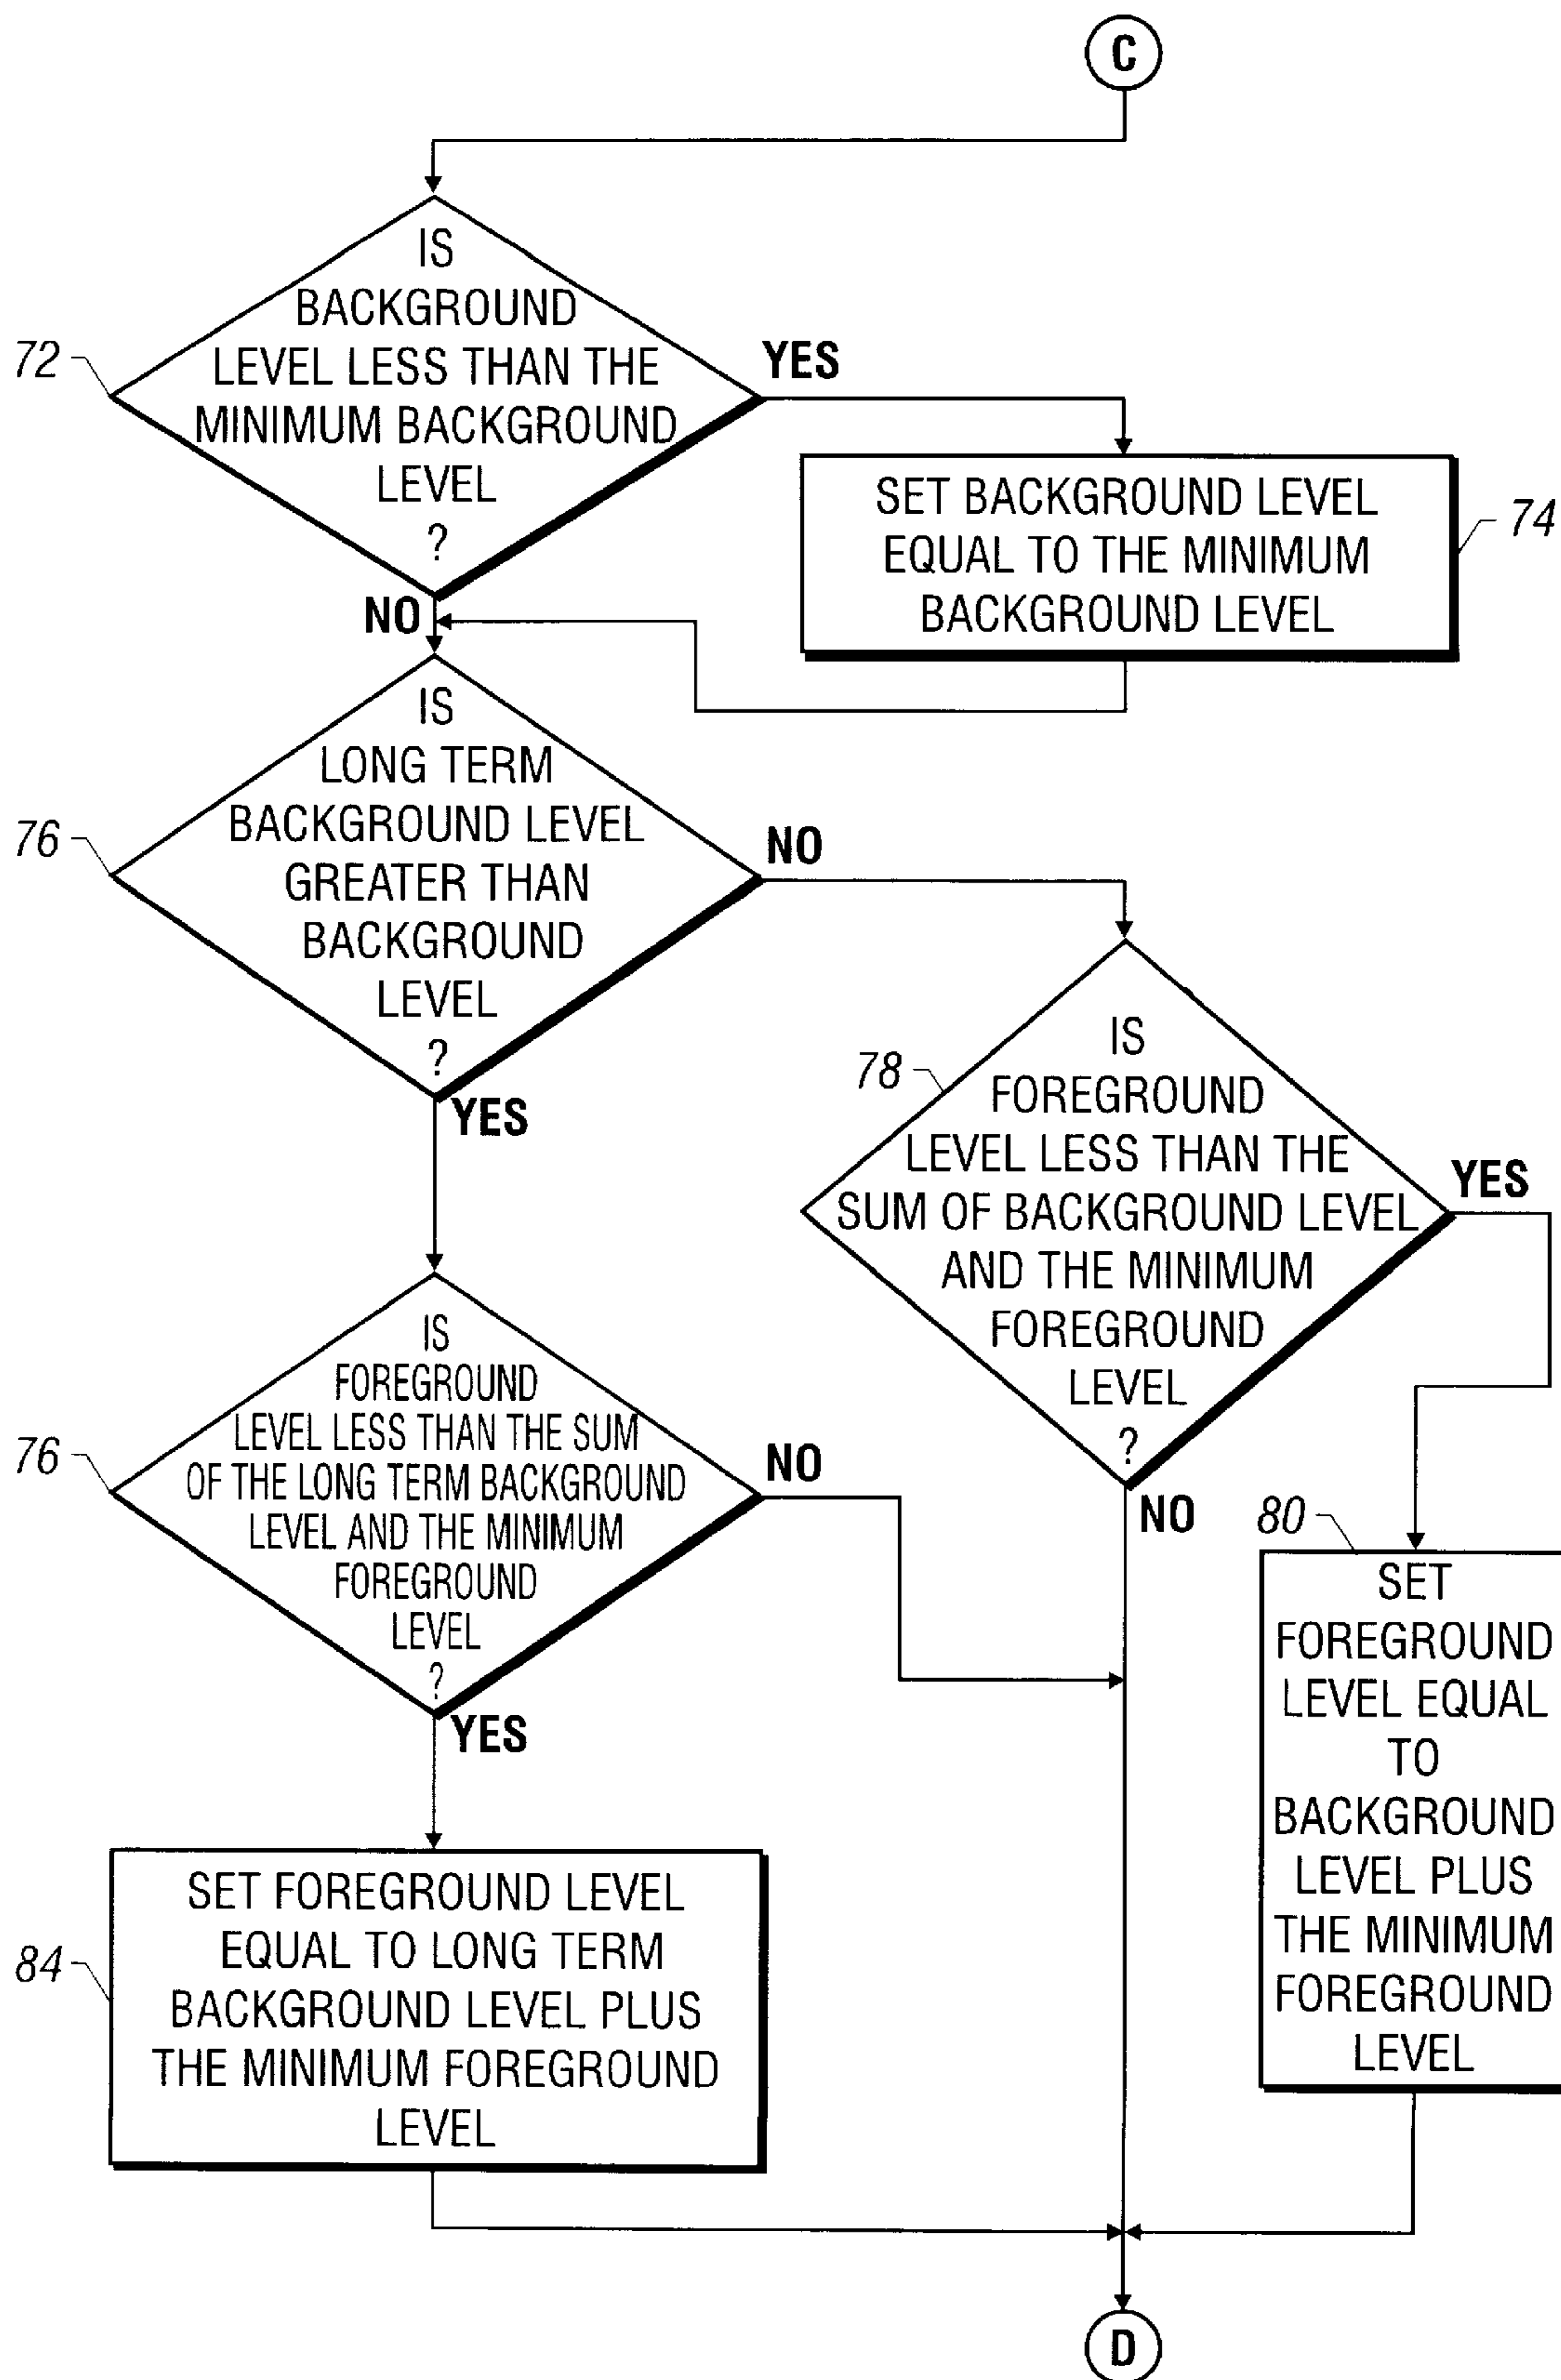 C
IS
BACKGROUND
LEVEL LESS THAN THE
MINIMUM BACKGROUND
LEVEL
?
72
YES
NO
SET BACKGROUND LEVEL
EQUAL TO THE MINIMUM
BACKGROUND LEVEL
74
IS
LONG TERM
BACKGROUND LEVEL
GREATER THAN
BACKGROUND
LEVEL
?
76
NO
YES
78
IS
FOREGROUND
LEVEL LESS THAN THE
SUM OF BACKGROUND LEVEL
AND THE MINIMUM
FOREGROUND
LEVEL
?
YES
NO
IS
FOREGROUND
LEVEL LESS THAN THE SUM
OF THE LONG TERM BACKGROUND
LEVEL AND THE MINIMUM
FOREGROUND
LEVEL
?
76
NO
YES
80
SET
FOREGROUND
LEVEL EQUAL
TO
BACKGROUND
LEVEL PLUS
THE MINIMUM
FOREGROUND
LEVEL
84
SET FOREGROUND LEVEL
EQUAL TO LONG TERM
BACKGROUND LEVEL PLUS
THE MINIMUM FOREGROUND
LEVEL
D